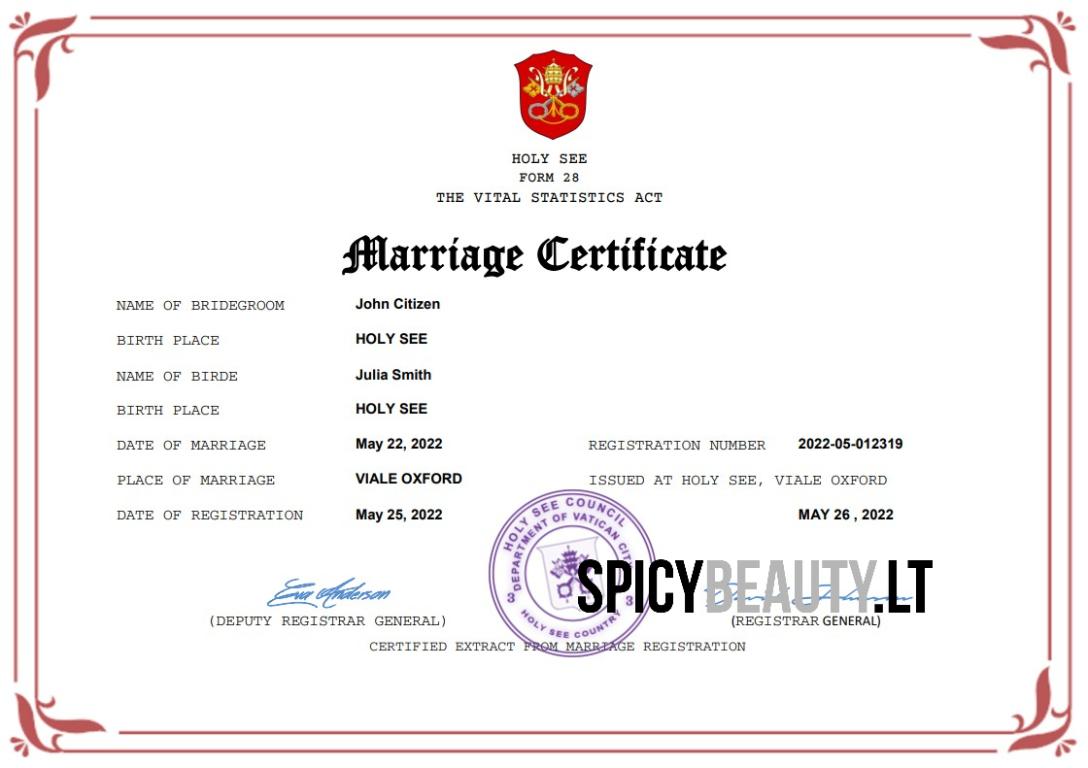 HOLY SEE
FORM 28
THE VITAL STATISTICS ACT
Marriage Certificate
NAME OF BRIDEGROOM John Citizen
BIRTH PLACE HOLY SEE
NAME OF BIRDE Julia Smith
BIRTH PLACE HOLY SEE
DATE OF MARRIAGE May 22, 2022 REGISTRATION NUMBER 2022-05-012319
PLACE OF MARRIAGE VIALE OXFORD ISSUED AT HOLY SEE, VIALE OXFORD
DATE OF REGISTRATION May 25, 2022 MAY 26 , 2022
HOLY SEE COUNCIL
DEPARTMENT OF VATICAN CITY
3 3
HOLY SEE COUNTRY
SPICYBEAUTY.LT
Eva Anderson
(DEPUTY REGISTRAR GENERAL) (REGISTRAR GENERAL)
CERTIFIED EXTRACT FROM MARRIAGE REGISTRATION